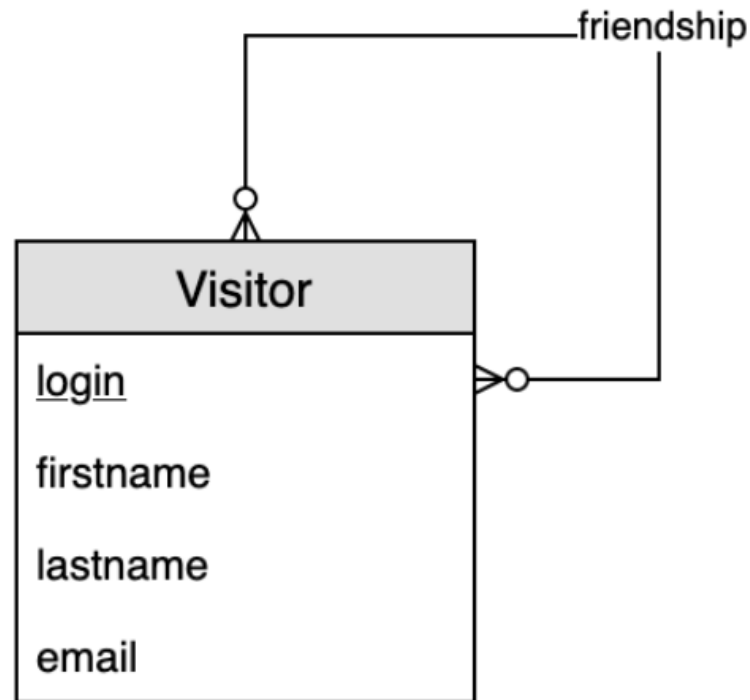 friendship
Visitor
login
firstname
lastname
email